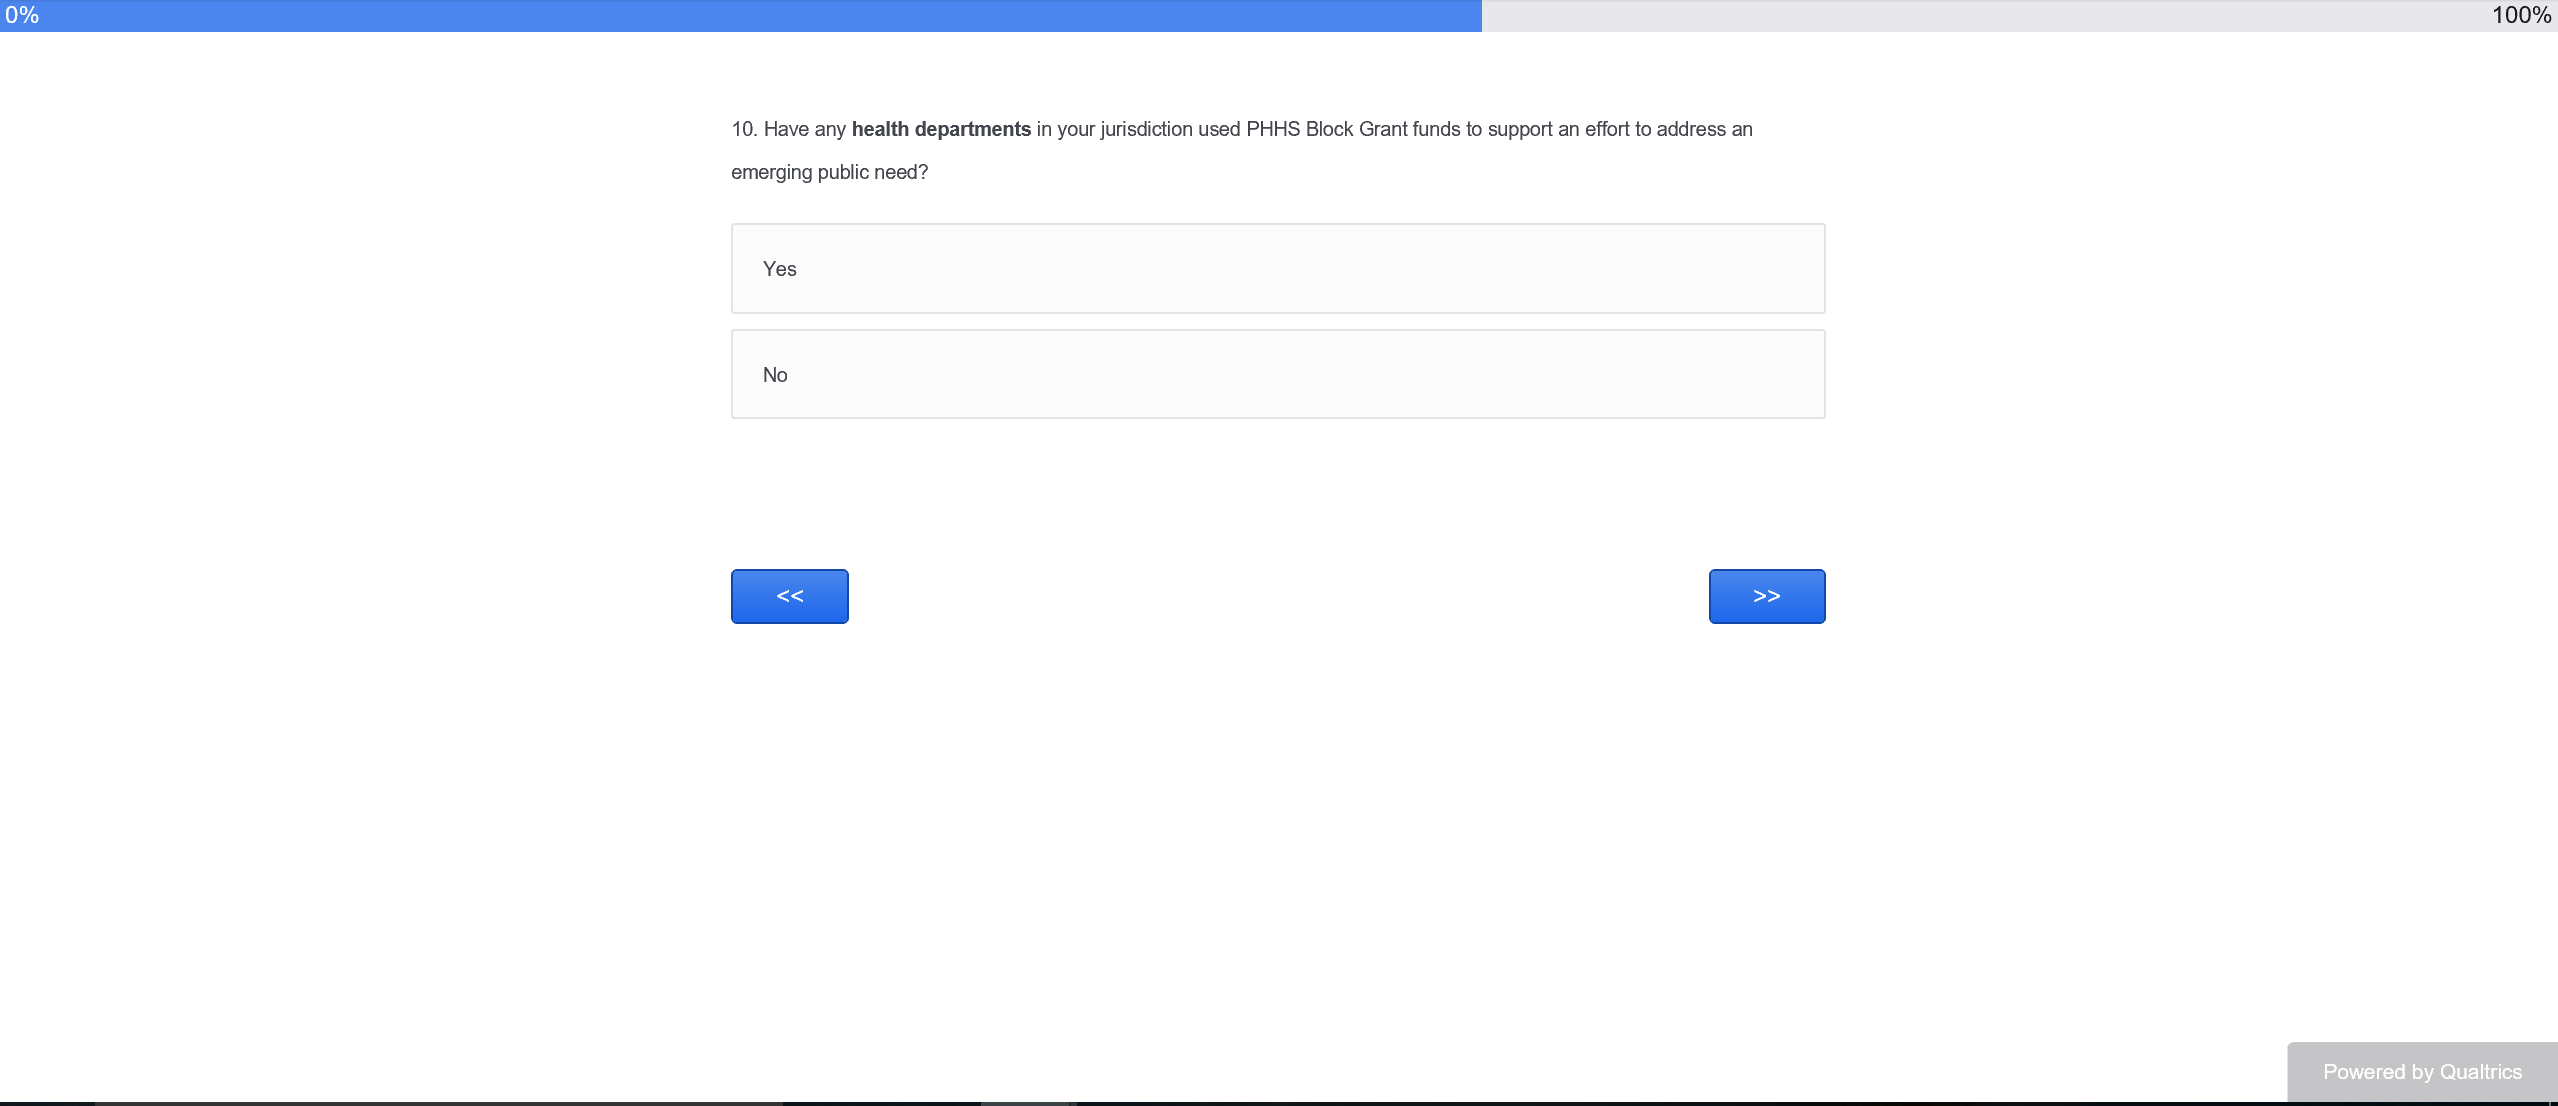 0%
100%
10. Have any health departments in your jurisdiction used PHHS Block Grant funds to support an effort to address an
emerging public need?
Yes
No
<<
>>
Powered by Qualtrics